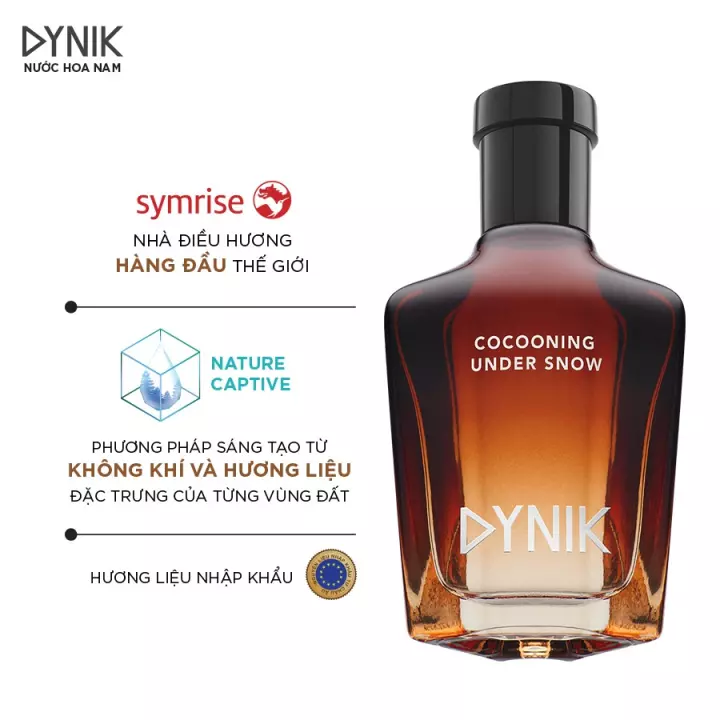 DYNIK
NƯỚC HOA NAM
symrise
NHÀ ĐIỀU HƯƠNG
HÀNG ĐẦU THẾ GIỚI
NATURE
CAPTIVE
PHƯƠNG PHÁP SÁNG TẠO TỪ
KHÔNG KHÍ VÀ HƯƠNG LIỆU
ĐẶC TRƯNG CỦA TỪNG VÙNG ĐẤT
HƯƠNG LIỆU NHẬP KHẨU
COCOONING
UNDER SNOW
DYNIK